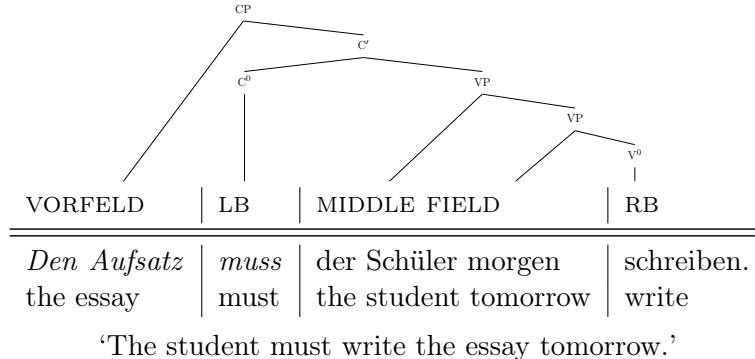 CP
C′
C⁰ VP
VP
V⁰
VORFELD LB MIDDLE FIELD RB
Den Aufsatz muss der Schüler morgen schreiben.
the essay must the student tomorrow write
‘The student must write the essay tomorrow.’